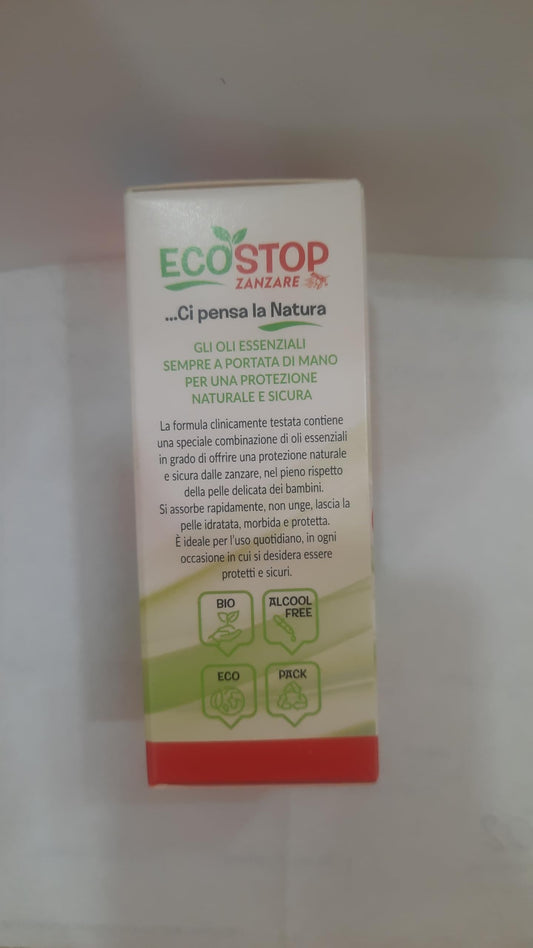 ECOSTOP
ZANZARE
...Ci pensa la Natura
GLI OLI ESSENZIALI
SEMPRE A PORTATA DI MANO
PER UNA PROTEZIONE
NATURALE E SICURA
La formula clinicamente testata contiene
una speciale combinazione di oli essenziali
in grado di offrire una protezione naturale
e sicura dalle zanzare, nel pieno rispetto
della pelle delicata dei bambini.
Si assorbe rapidamente, non unge, lascia la
pelle idratata, morbida e protetta.
È ideale per l'uso quotidiano, in ogni
occasione in cui si desidera essere
protetti e sicuri.
BIO
ALCOOL
FREE
ECO
PACK